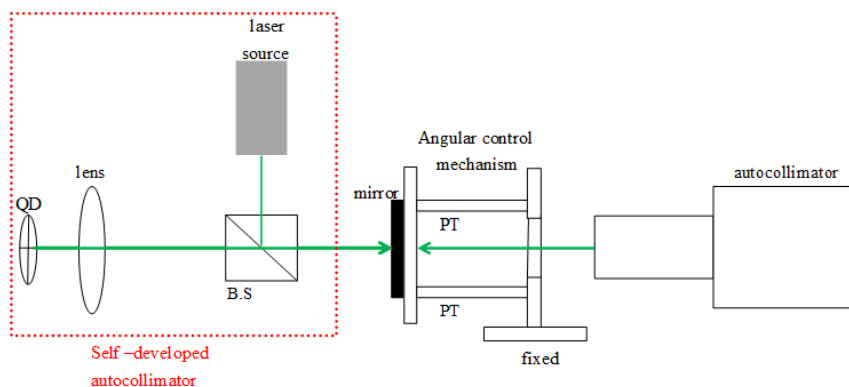 laser
source
lens
QD
B.S
Self –developed
autocollimator
mirror
Angular control
mechanism
PT
PT
fixed
autocollimator